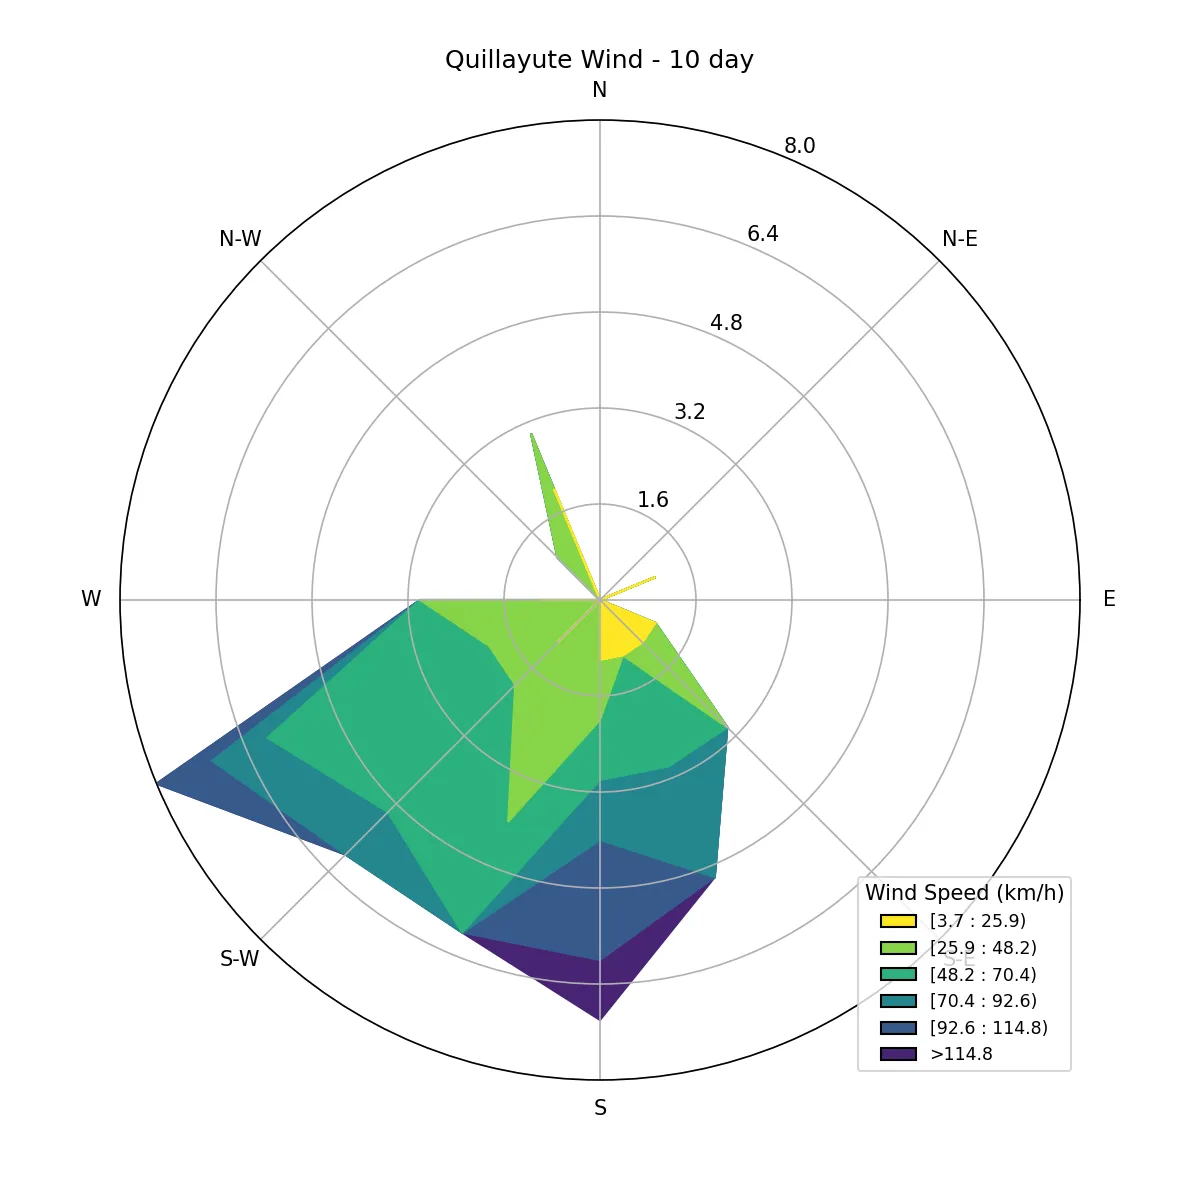 Quillayute Wind - 10 day
N
8.0
N-W
6.4
N-E
4.8
3.2
1.6
W
E
S-W
S-E
S
Wind Speed (km/h)
[3.7 : 25.9)
[25.9 : 48.2)
[48.2 : 70.4)
[70.4 : 92.6)
[92.6 : 114.8)
>114.8